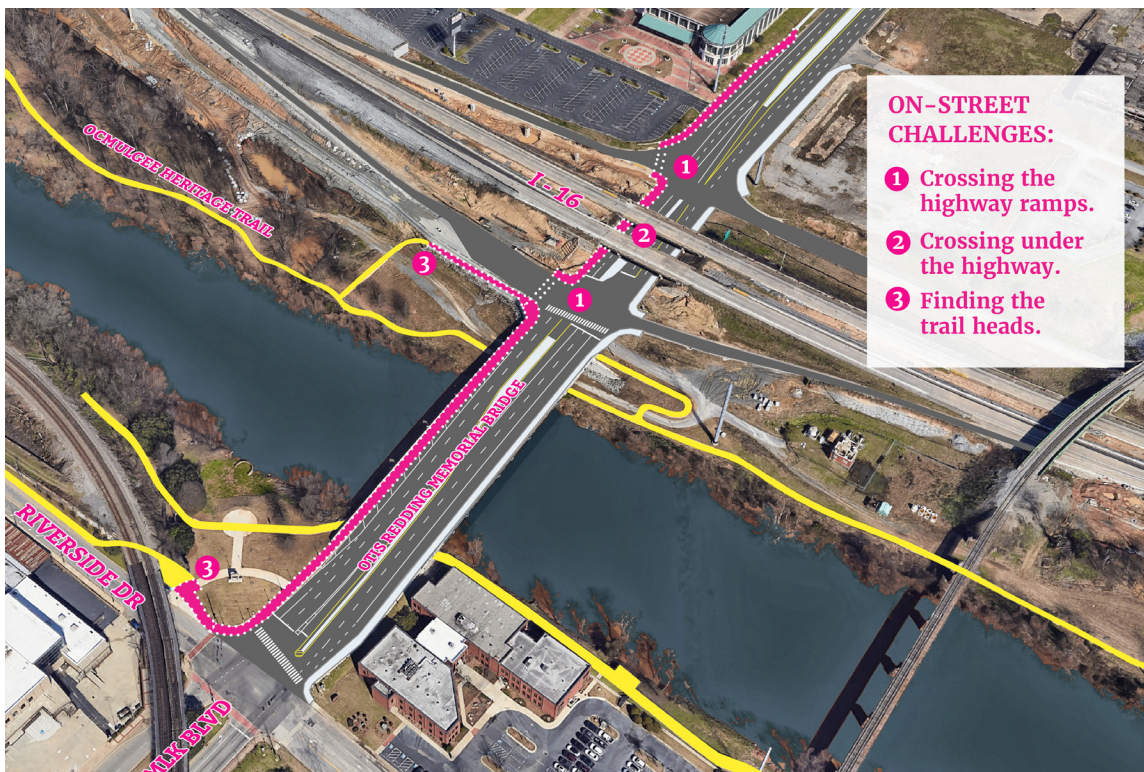 ON-STREET
CHALLENGES:
1 Crossing the
highway ramps.
2 Crossing under
the highway.
3 Finding the
trail heads.
1
I - 16
2
OCMULGEE HERITAGE TRAIL
3
1
OTIS REDDING MEMORIAL BRIDGE
RIVERSIDE DR
3
MLK BLVD